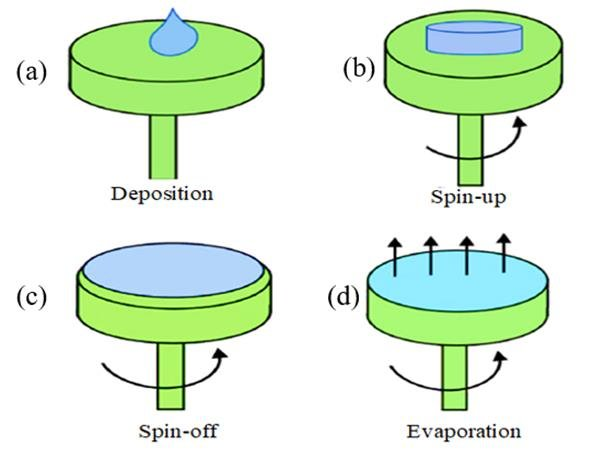 (a)
Deposition
(b)
Spin-up
(c)
Spin-off
(d)
Evaporation